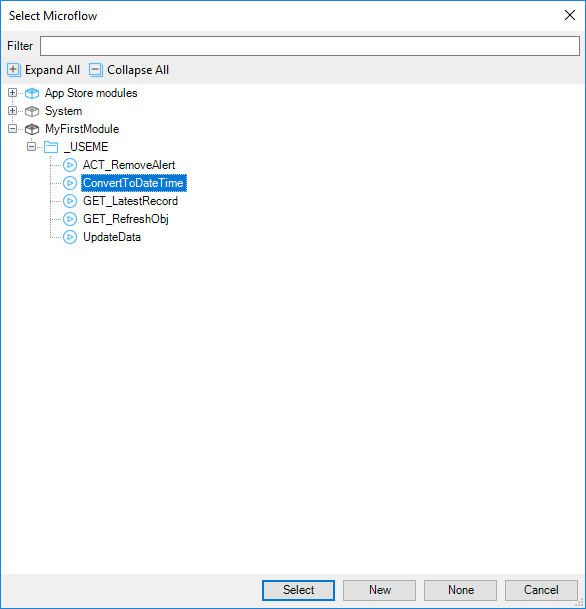 Select Microflow
Filter
Expand All Collapse All
App Store modules
System
MyFirstModule
_USEME
ACT_RemoveAlert
ConvertToDateTime
GET_LatestRecord
GET_RefreshObj
UpdateData
Select New None Cancel